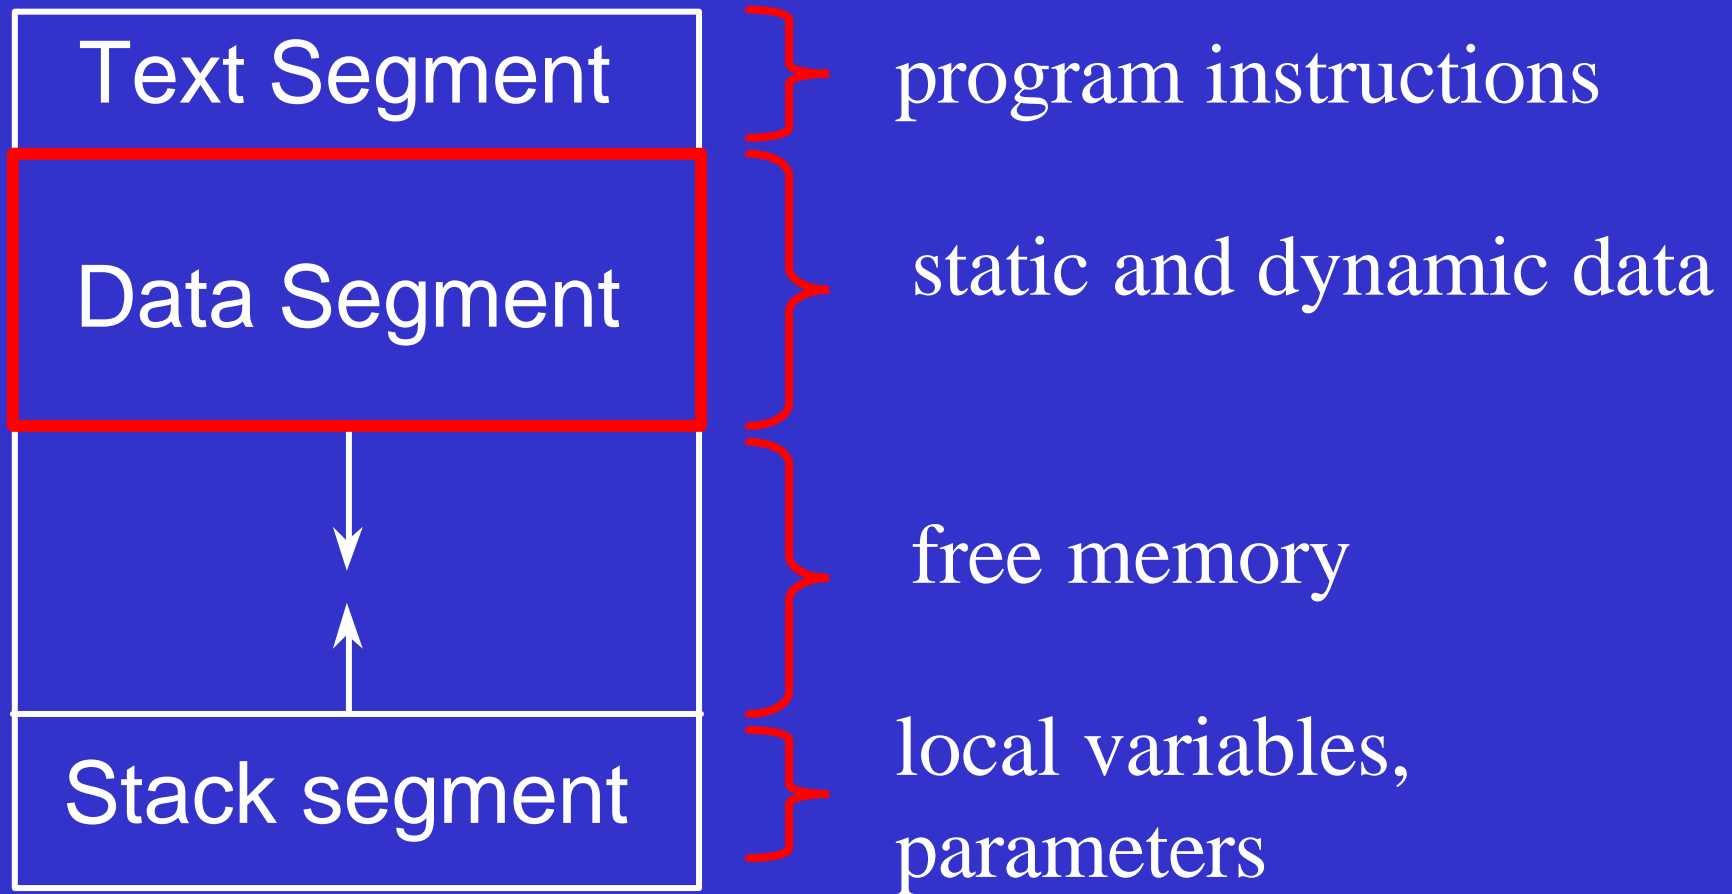 Text Segment
program instructions
Data Segment
static and dynamic data
free memory
Stack segment
local variables,
parameters